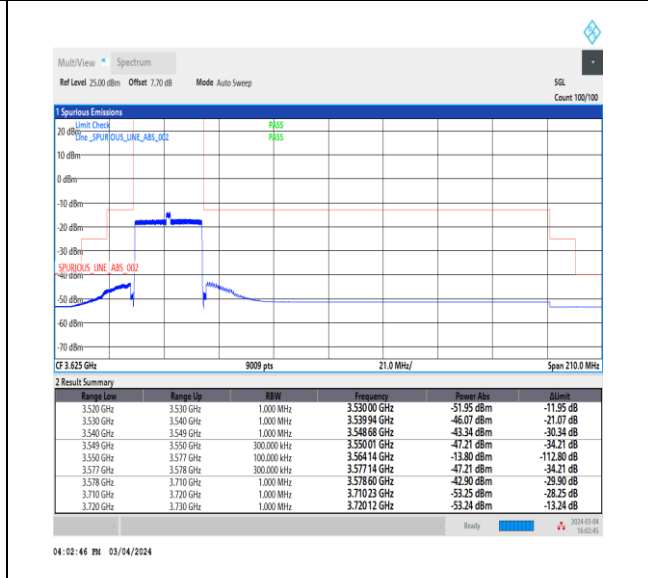 MultiView Spectrum
Ref Level 25.00 dBm Offset 7.70 dB Mode Auto Sweep SGL
Count 100/100
1 Spurious Emissions
Limit Check PASS
20 dBm
Line _SPURIOUS_LINE_ABS_002 PASS
10 dBm
0 dBm
-10 dBm
-20 dBm
-30 dBm
SPURIOUS_LINE_ABS_002
-40 dBm
-50 dBm
-60 dBm
-70 dBm
CF 3.625 GHz 9009 pts 21.0 MHz/ Span 210.0 MHz
2 Result Summary
Range Low Range Up RBW Frequency Power Abs ΔLimit
3.520 GHz 3.530 GHz 1.000 MHz 3.53000 GHz -51.95 dBm -11.95 dB
3.530 GHz 3.540 GHz 1.000 MHz 3.53994 GHz -46.07 dBm -21.07 dB
3.540 GHz 3.549 GHz 1.000 MHz 3.54868 GHz -43.34 dBm -30.34 dB
3.549 GHz 3.550 GHz 300.000 kHz 3.55001 GHz -47.21 dBm -34.21 dB
3.550 GHz 3.577 GHz 100.000 kHz 3.56414 GHz -13.80 dBm -112.80 dB
3.577 GHz 3.578 GHz 300.000 kHz 3.57714 GHz -47.21 dBm -34.21 dB
3.578 GHz 3.710 GHz 1.000 MHz 3.57860 GHz -42.90 dBm -29.90 dB
3.710 GHz 3.720 GHz 1.000 MHz 3.71023 GHz -53.25 dBm -28.25 dB
3.720 GHz 3.730 GHz 1.000 MHz 3.72012 GHz -53.24 dBm -13.24 dB
Ready 2024-03-04
16:02:45
04:02:46 PM 03/04/2024